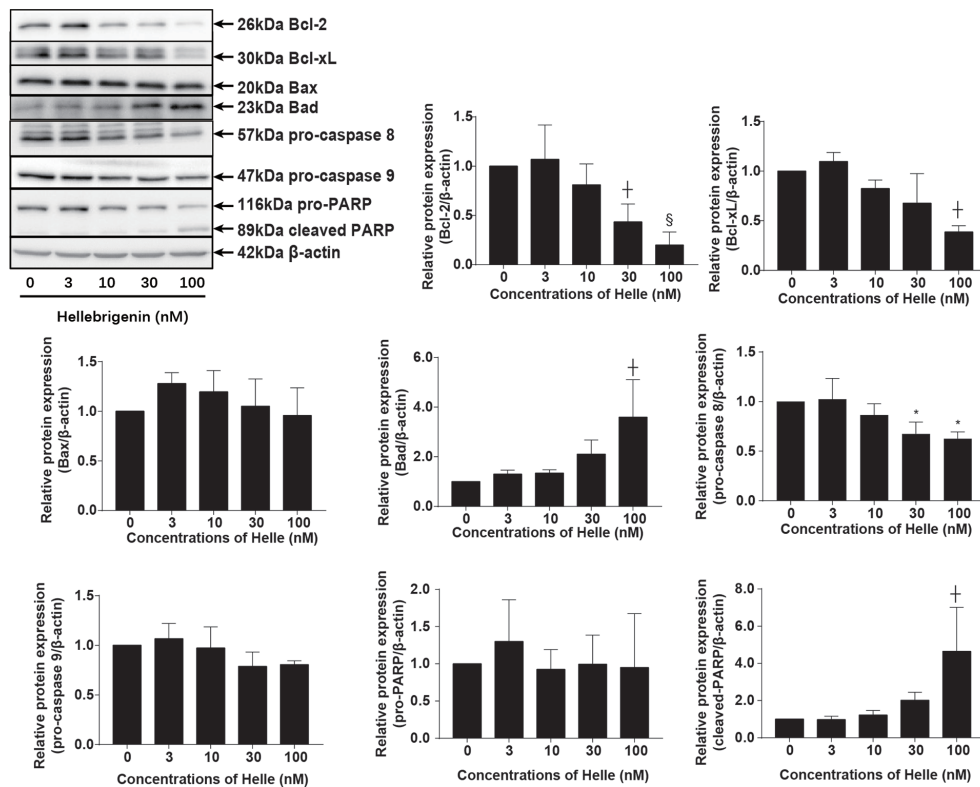 26kDa Bcl-2
30kDa Bcl-xL
20kDa Bax
23kDa Bad
57kDa pro-caspase 8
47kDa pro-caspase 9
116kDa pro-PARP
89kDa cleaved PARP
42kDa β-actin
0 3 10 30 100
Hellebrigenin (nM)
Relative protein expression
(Bcl-2/β-actin)
1.5
1.0
0.5
0.0
┼
§
0 3 10 30 100
Concentrations of Helle (nM)
Relative protein expression
(Bcl-xL/β-actin)
1.5
1.0
0.5
0.0
┼
0 3 10 30 100
Concentrations of Helle (nM)
Relative protein expression
(Bax/β-actin)
1.5
1.0
0.5
0.0
0 3 10 30 100
Concentrations of Helle (nM)
Relative protein expression
(Bad/β-actin)
6.0
4.0
2.0
0.0
┼
0 3 10 30 100
Concentrations of Helle (nM)
Relative protein expression
(pro-caspase 8/β-actin)
1.5
1.0
0.5
0.0
* *
0 3 10 30 100
Concentrations of Helle (nM)
Relative protein expression
(pro-caspase 9/β-actin)
1.5
1.0
0.5
0.0
0 3 10 30 100
Concentrations of Helle (nM)
Relative protein expression
(pro-PARP/β-actin)
2.0
1.5
1.0
0.5
0.0
0 3 10 30 100
Concentrations of Helle (nM)
Relative protein expression
(cleaved-PARP/β-actin)
8.0
6.0
4.0
2.0
0.0
┼
0 3 10 30 100
Concentrations of Helle (nM)